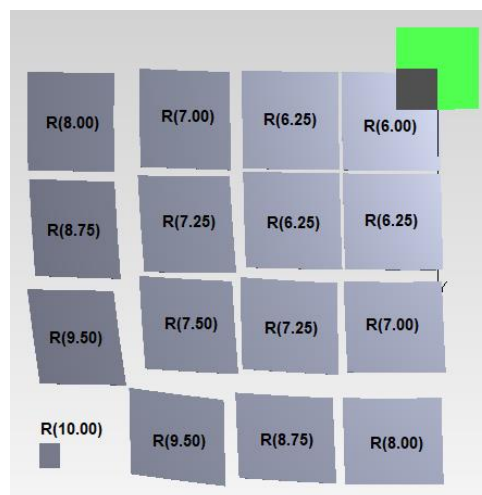 R(8.00) R(7.00) R(6.25) R(6.00)
R(8.75) R(7.25) R(6.25) R(6.25)
R(9.50) R(7.50) R(7.25) R(7.00)
R(10.00) R(9.50) R(8.75) R(8.00)